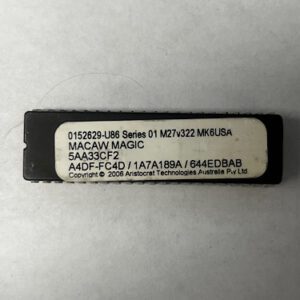 0152629-U86 Series 01 M27v322 MK6USA
MACAW MAGIC
5AA33CF2
A4DF-FC4D / 1A7A189A / 644EDBAB
Copyright © 2006 Aristocrat Technologies Australia Pty Ltd.